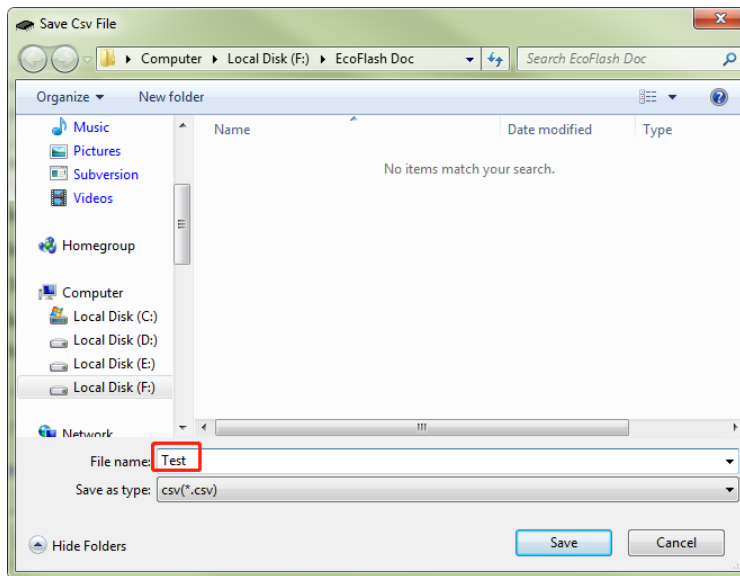 Save Csv File
Computer Local Disk (F:) EcoFlash Doc Search EcoFlash Doc
Organize New folder
Name Date modified Type
No items match your search.
Music
Pictures
Subversion
Videos
Homegroup
Computer
Local Disk (C:)
Local Disk (D:)
Local Disk (E:)
Local Disk (F:)
Network
File name: Test
Save as type: csv(*.csv)
Hide Folders Save Cancel